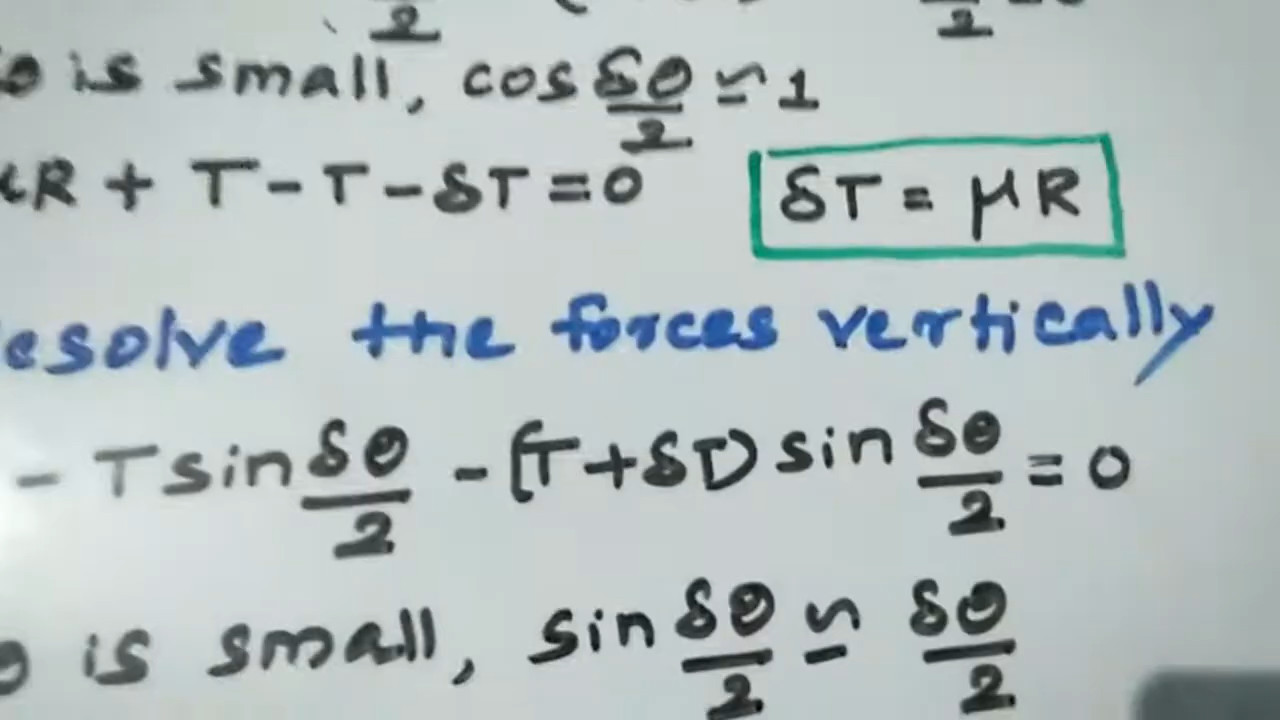 θ is small, cos δθ/2 ≃ 1
μR + T - T - δT = 0 δT = μR
esolve the forces vertically
- T sin δθ/2 - (T + δT) sin δθ/2 = 0
θ is small, sin δθ/2 ≃ δθ/2